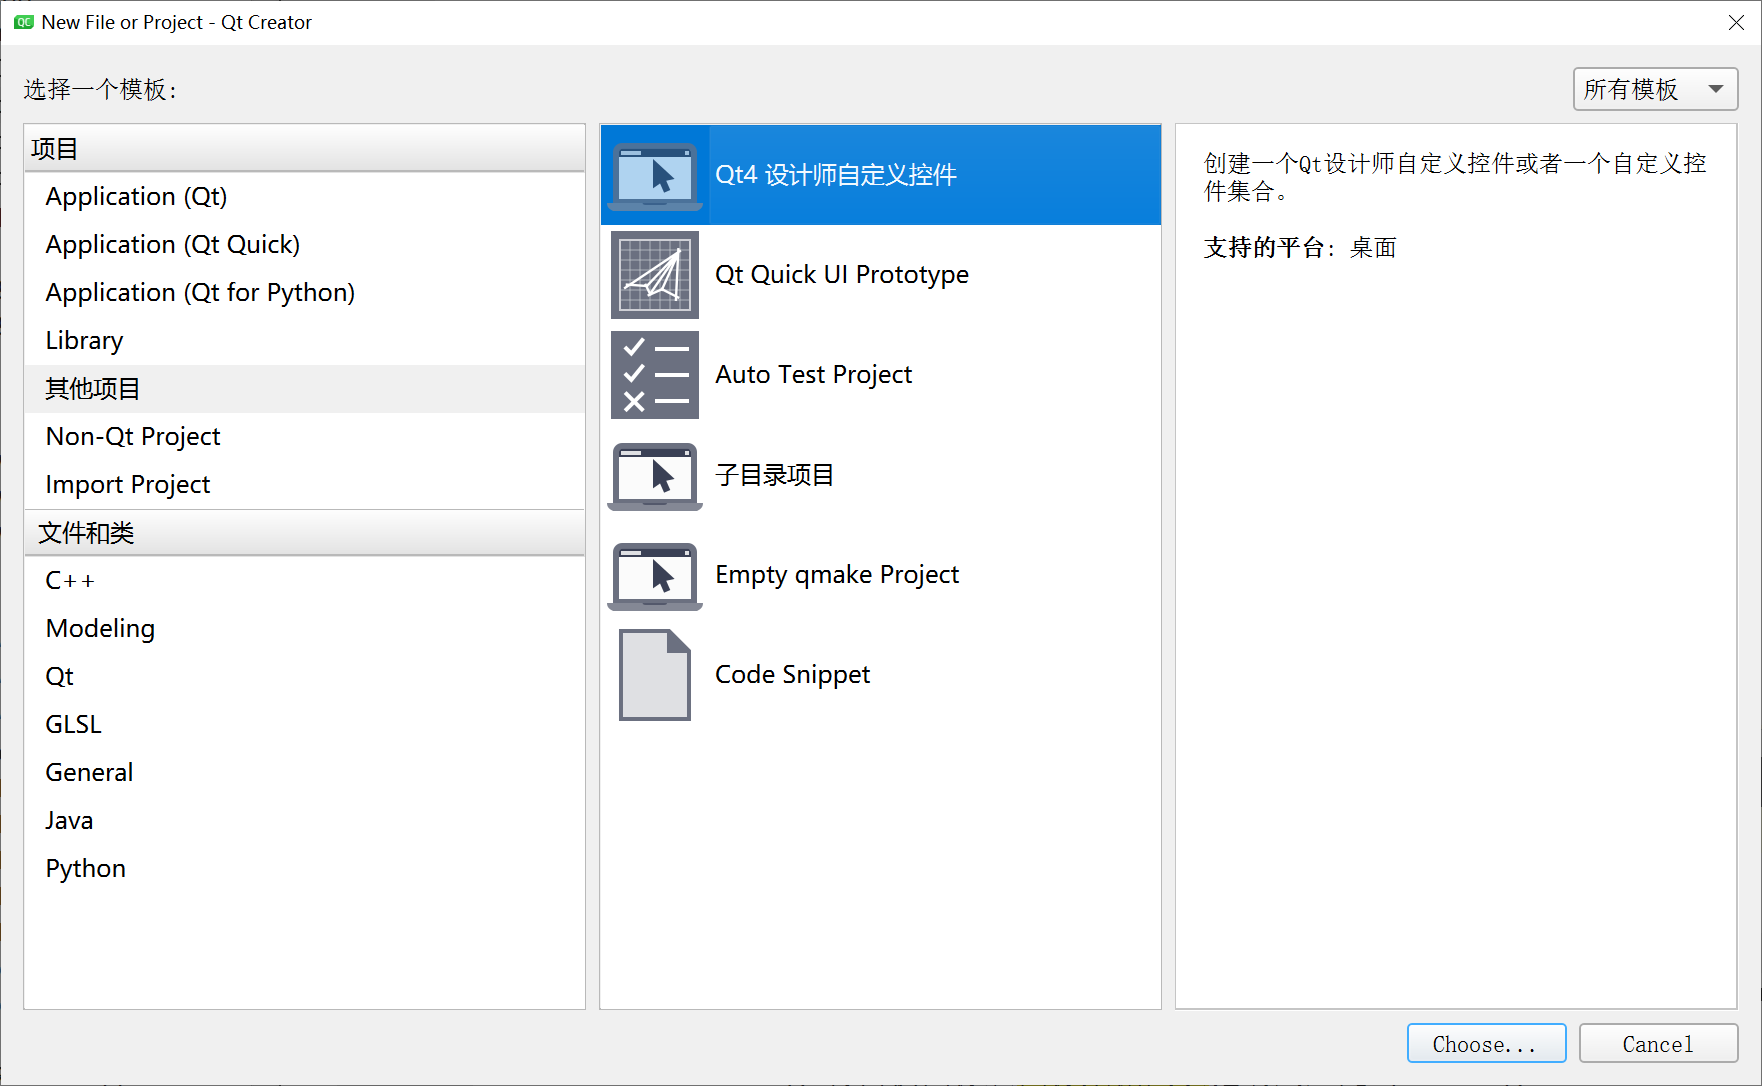 New File or Project - Qt Creator
选择一个模板：
所有模板
项目
Application (Qt)
Application (Qt Quick)
Application (Qt for Python)
Library
其他项目
Non-Qt Project
Import Project
文件和类
C++
Modeling
Qt
GLSL
General
Java
Python
Qt4 设计师自定义控件
Qt Quick UI Prototype
Auto Test Project
子目录项目
Empty qmake Project
Code Snippet
创建一个Qt设计师自定义控件或者一个自定义控
件集合。
支持的平台：桌面
Choose...
Cancel